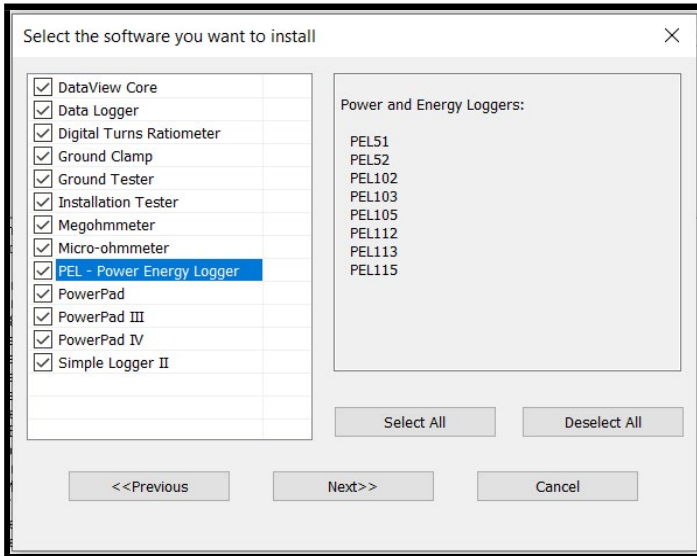 Select the software you want to install
DataView Core
Data Logger
Digital Turns Ratiometer
Ground Clamp
Ground Tester
Installation Tester
Megohmmeter
Micro-ohmmeter
PEL - Power Energy Logger
PowerPad
PowerPad III
PowerPad IV
Simple Logger II
Power and Energy Loggers:
PEL51
PEL52
PEL102
PEL103
PEL105
PEL112
PEL113
PEL115
Select All
Deselect All
<<Previous
Next>>
Cancel